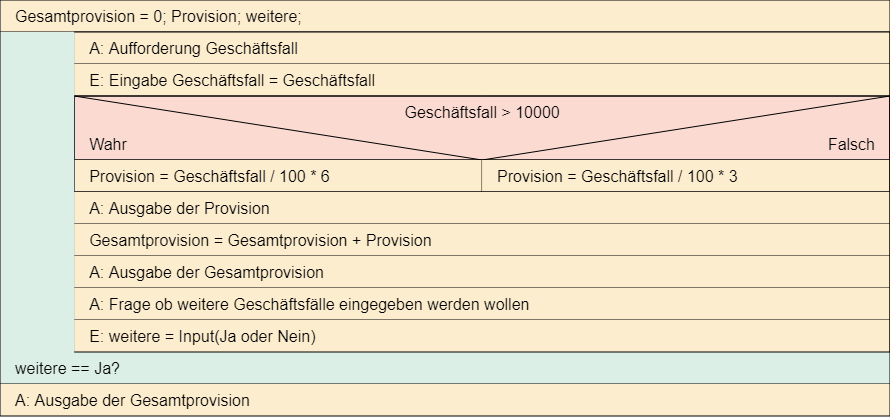 Gesamtprovision = 0; Provision; weitere;
A: Aufforderung Geschäftsfall
E: Eingabe Geschäftsfall = Geschäftsfall
Geschäftsfall > 10000
Wahr
Falsch
Provision = Geschäftsfall / 100 * 6
Provision = Geschäftsfall / 100 * 3
A: Ausgabe der Provision
Gesamtprovision = Gesamtprovision + Provision
A: Ausgabe der Gesamtprovision
A: Frage ob weitere Geschäftsfälle eingegeben werden wollen
E: weitere = Input(Ja oder Nein)
weitere == Ja?
A: Ausgabe der Gesamtprovision